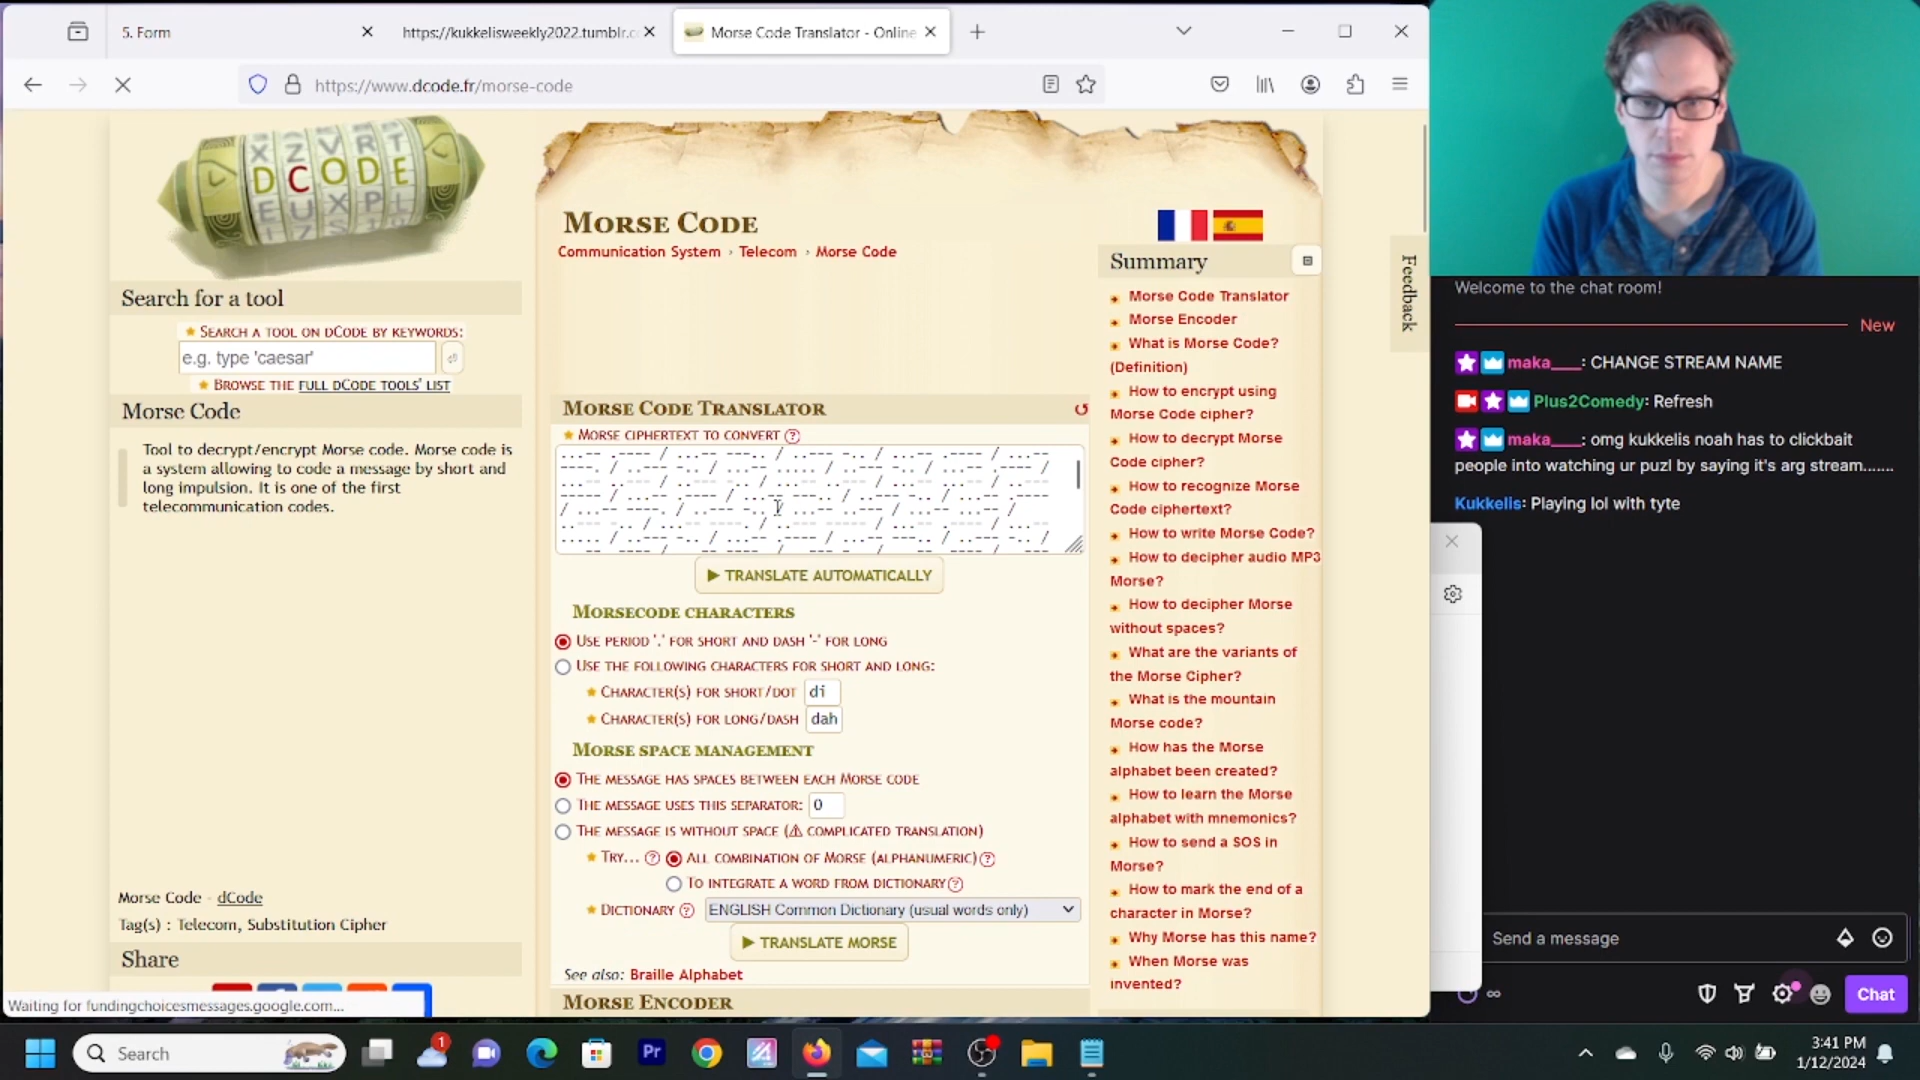 5. Form
https://kukkelisweekly2022.tumblr.c
Morse Code Translator - Online
https://www.dcode.fr/morse-code
DCODE
Search for a tool
SEARCH A TOOL ON DCODE BY KEYWORDS:
e.g. type 'caesar'
BROWSE THE FULL DCODE TOOLS' LIST
Morse Code
Tool to decrypt/encrypt Morse code. Morse code is
a system allowing to code a message by short and
long impulsion. It is one of the first
telecommunication codes.
Morse Code - dCode
Tag(s) : Telecom, Substitution Cipher
Share
Waiting for fundingchoicesmessages.google.com...
MORSE CODE
Communication System › Telecom › Morse Code
MORSE CODE TRANSLATOR
MORSE CIPHERTEXT TO CONVERT (?)
TRANSLATE AUTOMATICALLY
MORSECODE CHARACTERS
USE PERIOD '.' FOR SHORT AND DASH '-' FOR LONG
USE THE FOLLOWING CHARACTERS FOR SHORT AND LONG:
CHARACTER(S) FOR SHORT/DOT di
CHARACTER(S) FOR LONG/DASH dah
MORSE SPACE MANAGEMENT
THE MESSAGE HAS SPACES BETWEEN EACH MORSE CODE
THE MESSAGE USES THIS SEPARATOR: 0
THE MESSAGE IS WITHOUT SPACE (⚠ COMPLICATED TRANSLATION)
TRY... (?) ALL COMBINATION OF MORSE (ALPHANUMERIC) (?)
TO INTEGRATE A WORD FROM DICTIONARY (?)
DICTIONARY (?) ENGLISH Common Dictionary (usual words only)
TRANSLATE MORSE
See also: Braille Alphabet
MORSE ENCODER
Summary
Morse Code Translator
Morse Encoder
What is Morse Code?
(Definition)
How to encrypt using
Morse Code cipher?
How to decrypt Morse
Code cipher?
How to recognize Morse
Code ciphertext?
How to write Morse Code?
How to decipher audio MP3
Morse?
How to decipher Morse
without spaces?
What are the variants of
the Morse Cipher?
What is the mountain
Morse code?
How has the Morse
alphabet been created?
How to learn the Morse
alphabet with mnemonics?
How to send a SOS in
Morse?
How to mark the end of a
character in Morse?
Why Morse has this name?
When Morse was
invented?
Feedback
Welcome to the chat room!
New
maka___: CHANGE STREAM NAME
Plus2Comedy: Refresh
maka___: omg kukkelis noah has to clickbait
people into watching ur puzl by saying it's arg stream.......
Kukkelis: Playing lol with tyte
Send a message
∞
Chat
Search
1
Pr
3:41 PM
1/12/2024